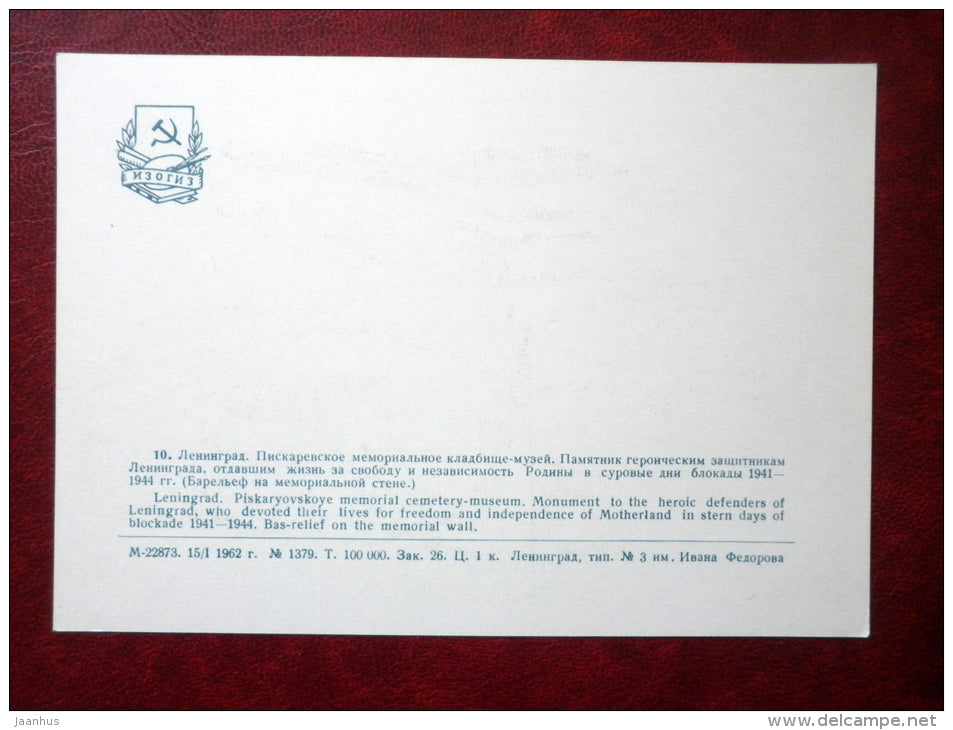 ИЗОГИЗ
10. Ленинград. Пискаревское мемориальное кладбище-музей. Памятник героическим защитникам
Ленинграда, отдавшим жизнь за свободу и независимость Родины в суровые дни блокады 1941—
1944 гг. (Барельеф на мемориальной стене.)
Leningrad. Piskaryovskoye memorial cemetery-museum. Monument to the heroic defenders of
Leningrad, who devoted their lives for freedom and independence of Motherland in stern days of
blockade 1941—1944. Bas-relief on the memorial wall.
М-22873. 15/I 1962 г. № 1379. Т. 100 000. Зак. 26. Ц. 1 к. Ленинград, тип. № 3 им. Ивана Федорова
jaanhus
www.delcampe.net